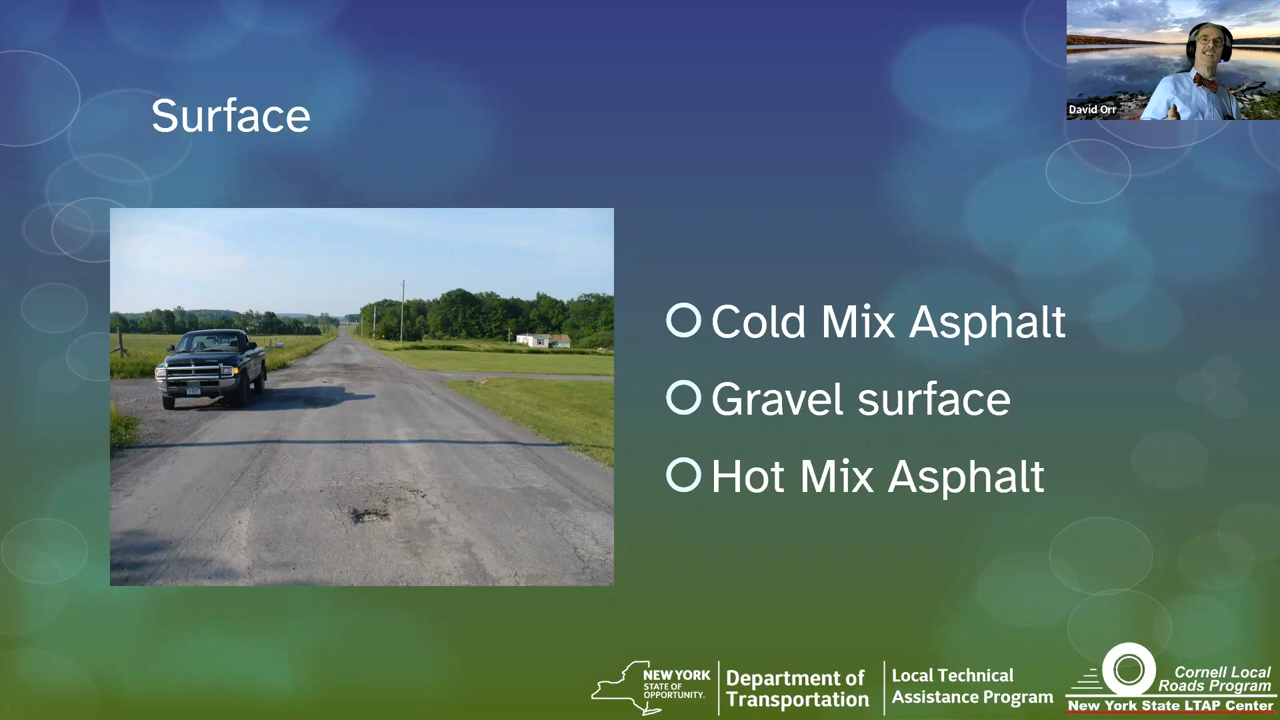 Surface
David Orr
Cold Mix Asphalt
Gravel surface
Hot Mix Asphalt
NEW YORK
STATE OF
OPPORTUNITY.
Department of
Transportation
Local Technical
Assistance Program
Cornell Local
Roads Program
New York State LTAP Center